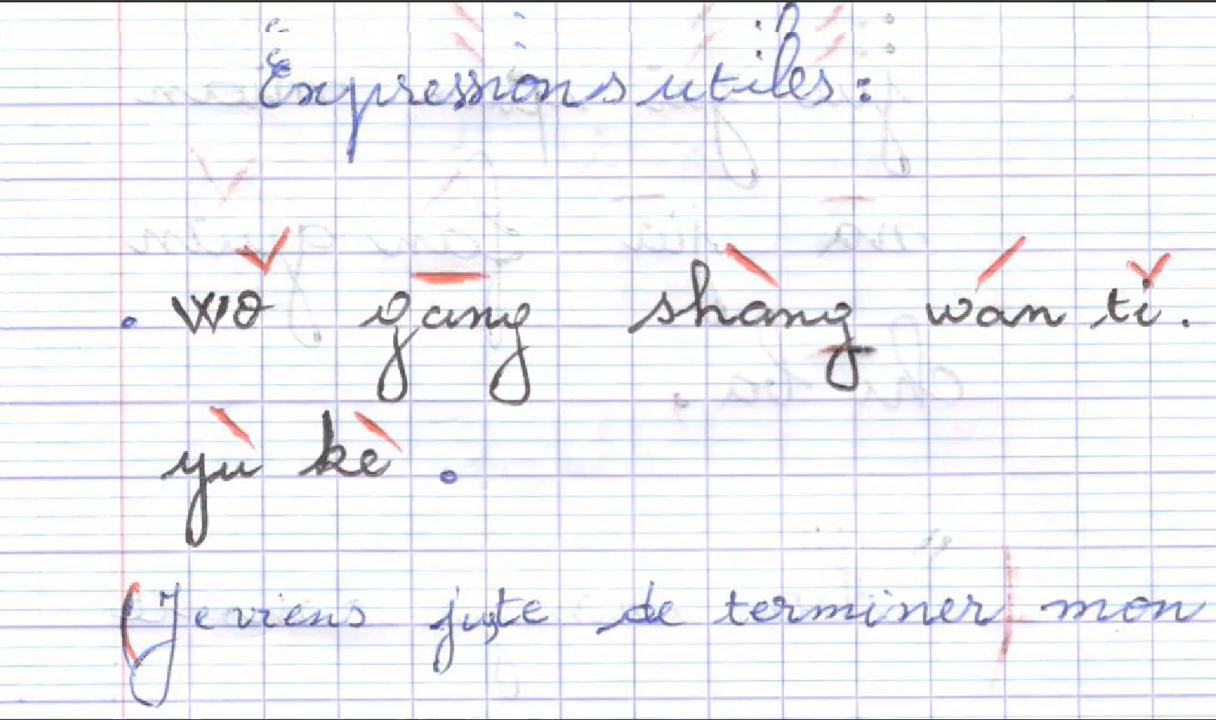 Expressions utiles :
. wǒ gāng shàng wán tǐ.
yù kè .
(Je viens juste de terminer) mon